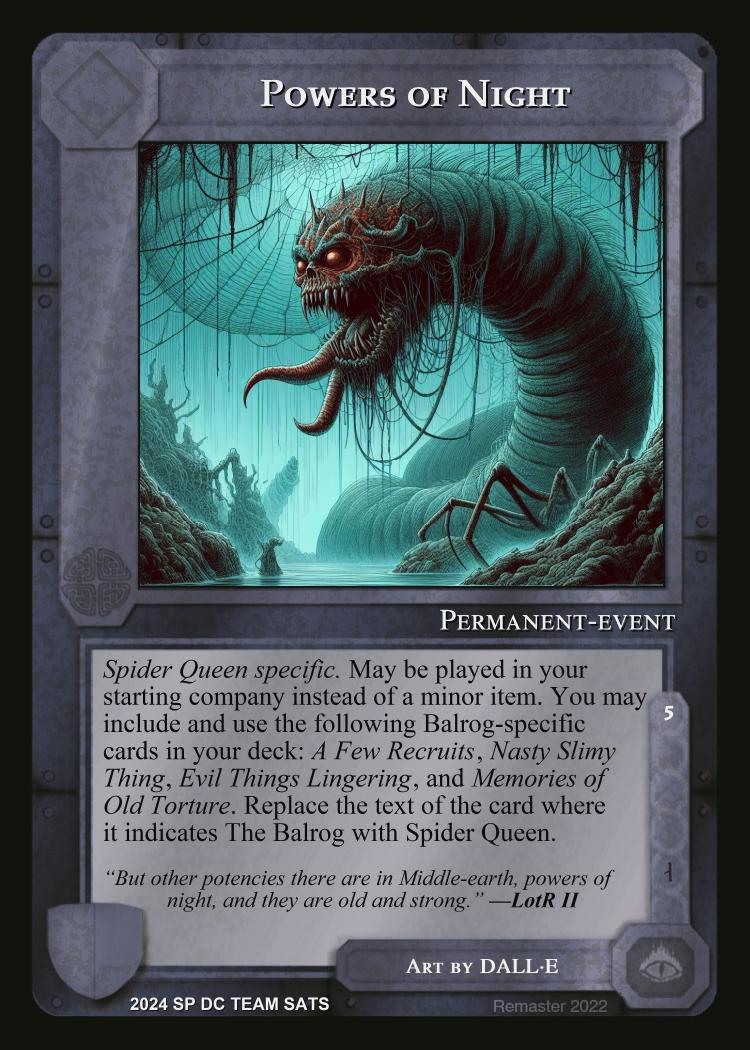 Powers of Night
Permanent-event
Spider Queen specific. May be played in your
starting company instead of a minor item. You may
include and use the following Balrog-specific
cards in your deck: A Few Recruits, Nasty Slimy
Thing, Evil Things Lingering, and Memories of
Old Torture. Replace the text of the card where
it indicates The Balrog with Spider Queen.
5
“But other potencies there are in Middle-earth, powers of
night, and they are old and strong.” —LotR II
Art by DALL·E
2024 SP DC TEAM SATS
Remaster 2022